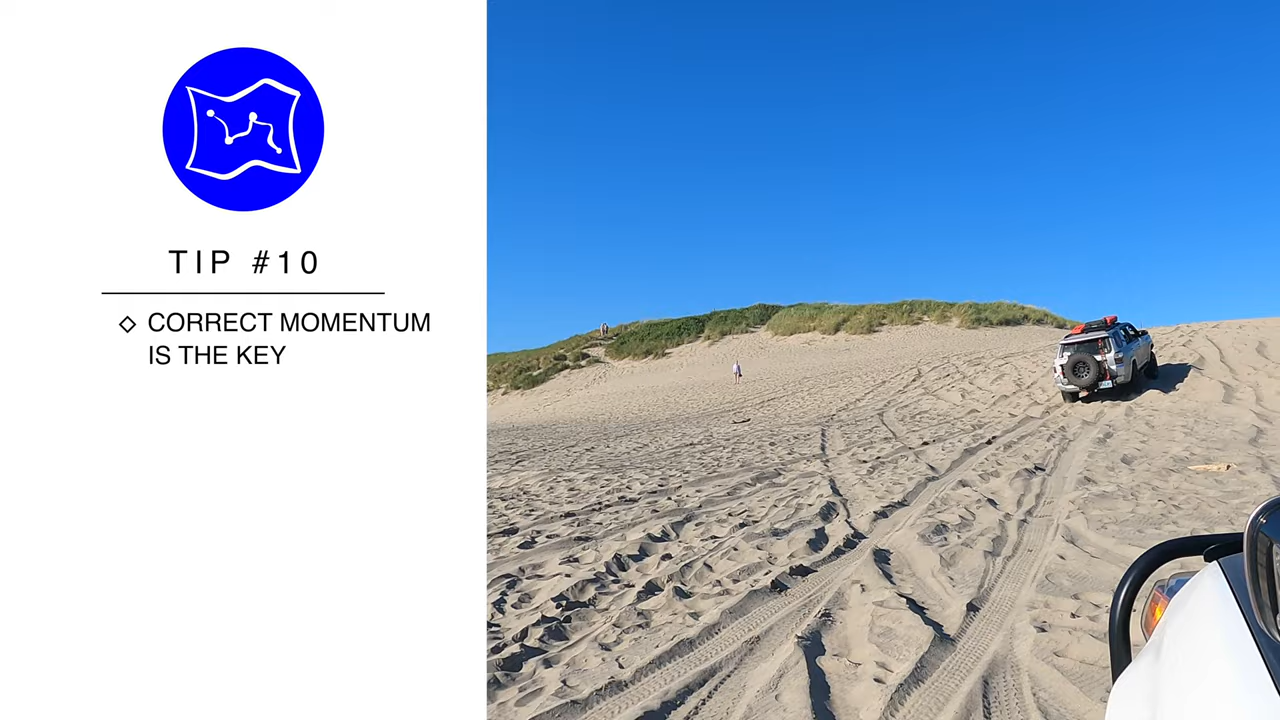 TIP #10
◇ CORRECT MOMENTUM
IS THE KEY